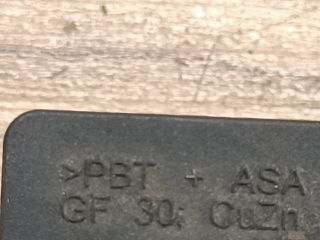 >PBT + ASA
GF 30; CuZn